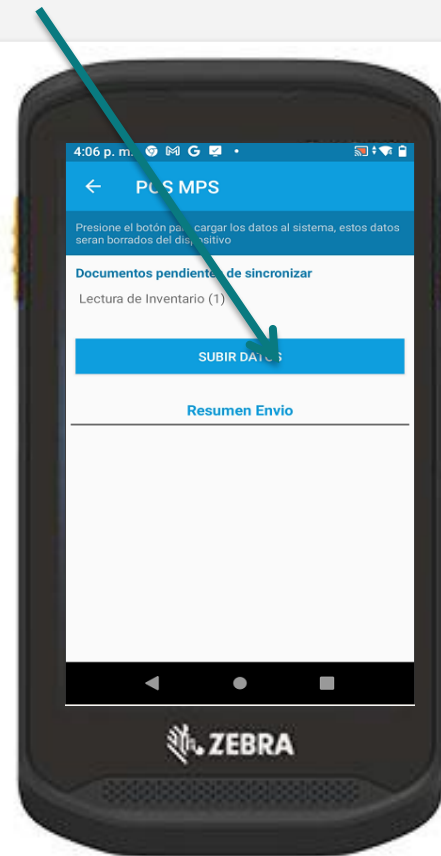 4:06 p. m.
POS MPS
Presione el botón para cargar los datos al sistema, estos datos
seran borrados del dispositivo
Documentos pendientes de sincronizar
Lectura de Inventario (1)
SUBIR DATOS
Resumen Envio
ZEBRA